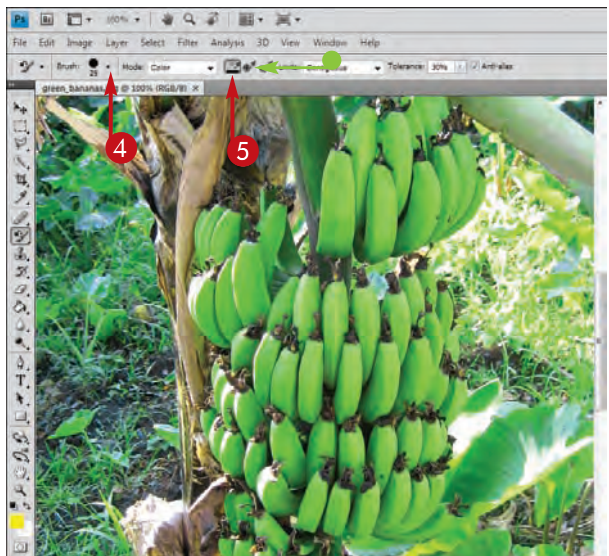 Ps Br 100%
File Edit Image Layer Select Filter Analysis 3D View Window Help
Brush: 25 Mode: Color Tolerance: 30% Anti-alias
green_bananas. @ 100% (RGB/8) ×
4 5
T